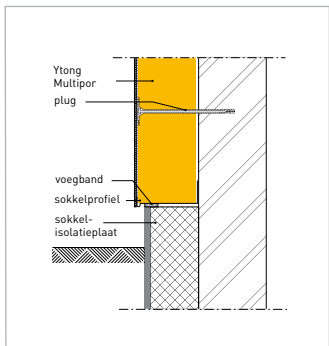 Ytong
Multipor
plug
voegband
sokkelprofiel
sokkel-
isolatieplaat